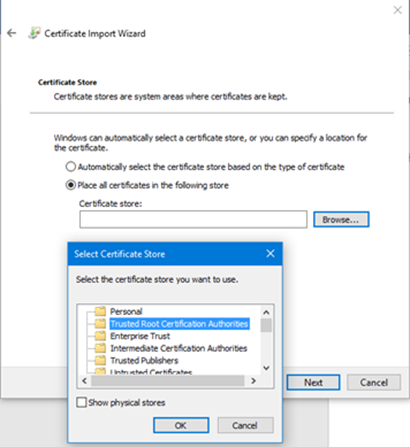 Certificate Import Wizard
Certificate Store
Certificate stores are system areas where certificates are kept.
Windows can automatically select a certificate store, or you can specify a location for
the certificate.
Automatically select the certificate store based on the type of certificate
Place all certificates in the following store
Certificate store:
Browse...
Select Certificate Store
Select the certificate store you want to use.
Personal
Trusted Root Certification Authorities
Enterprise Trust
Intermediate Certification Authorities
Trusted Publishers
Untrusted Certificates
Show physical stores
OK
Cancel
Next
Cancel